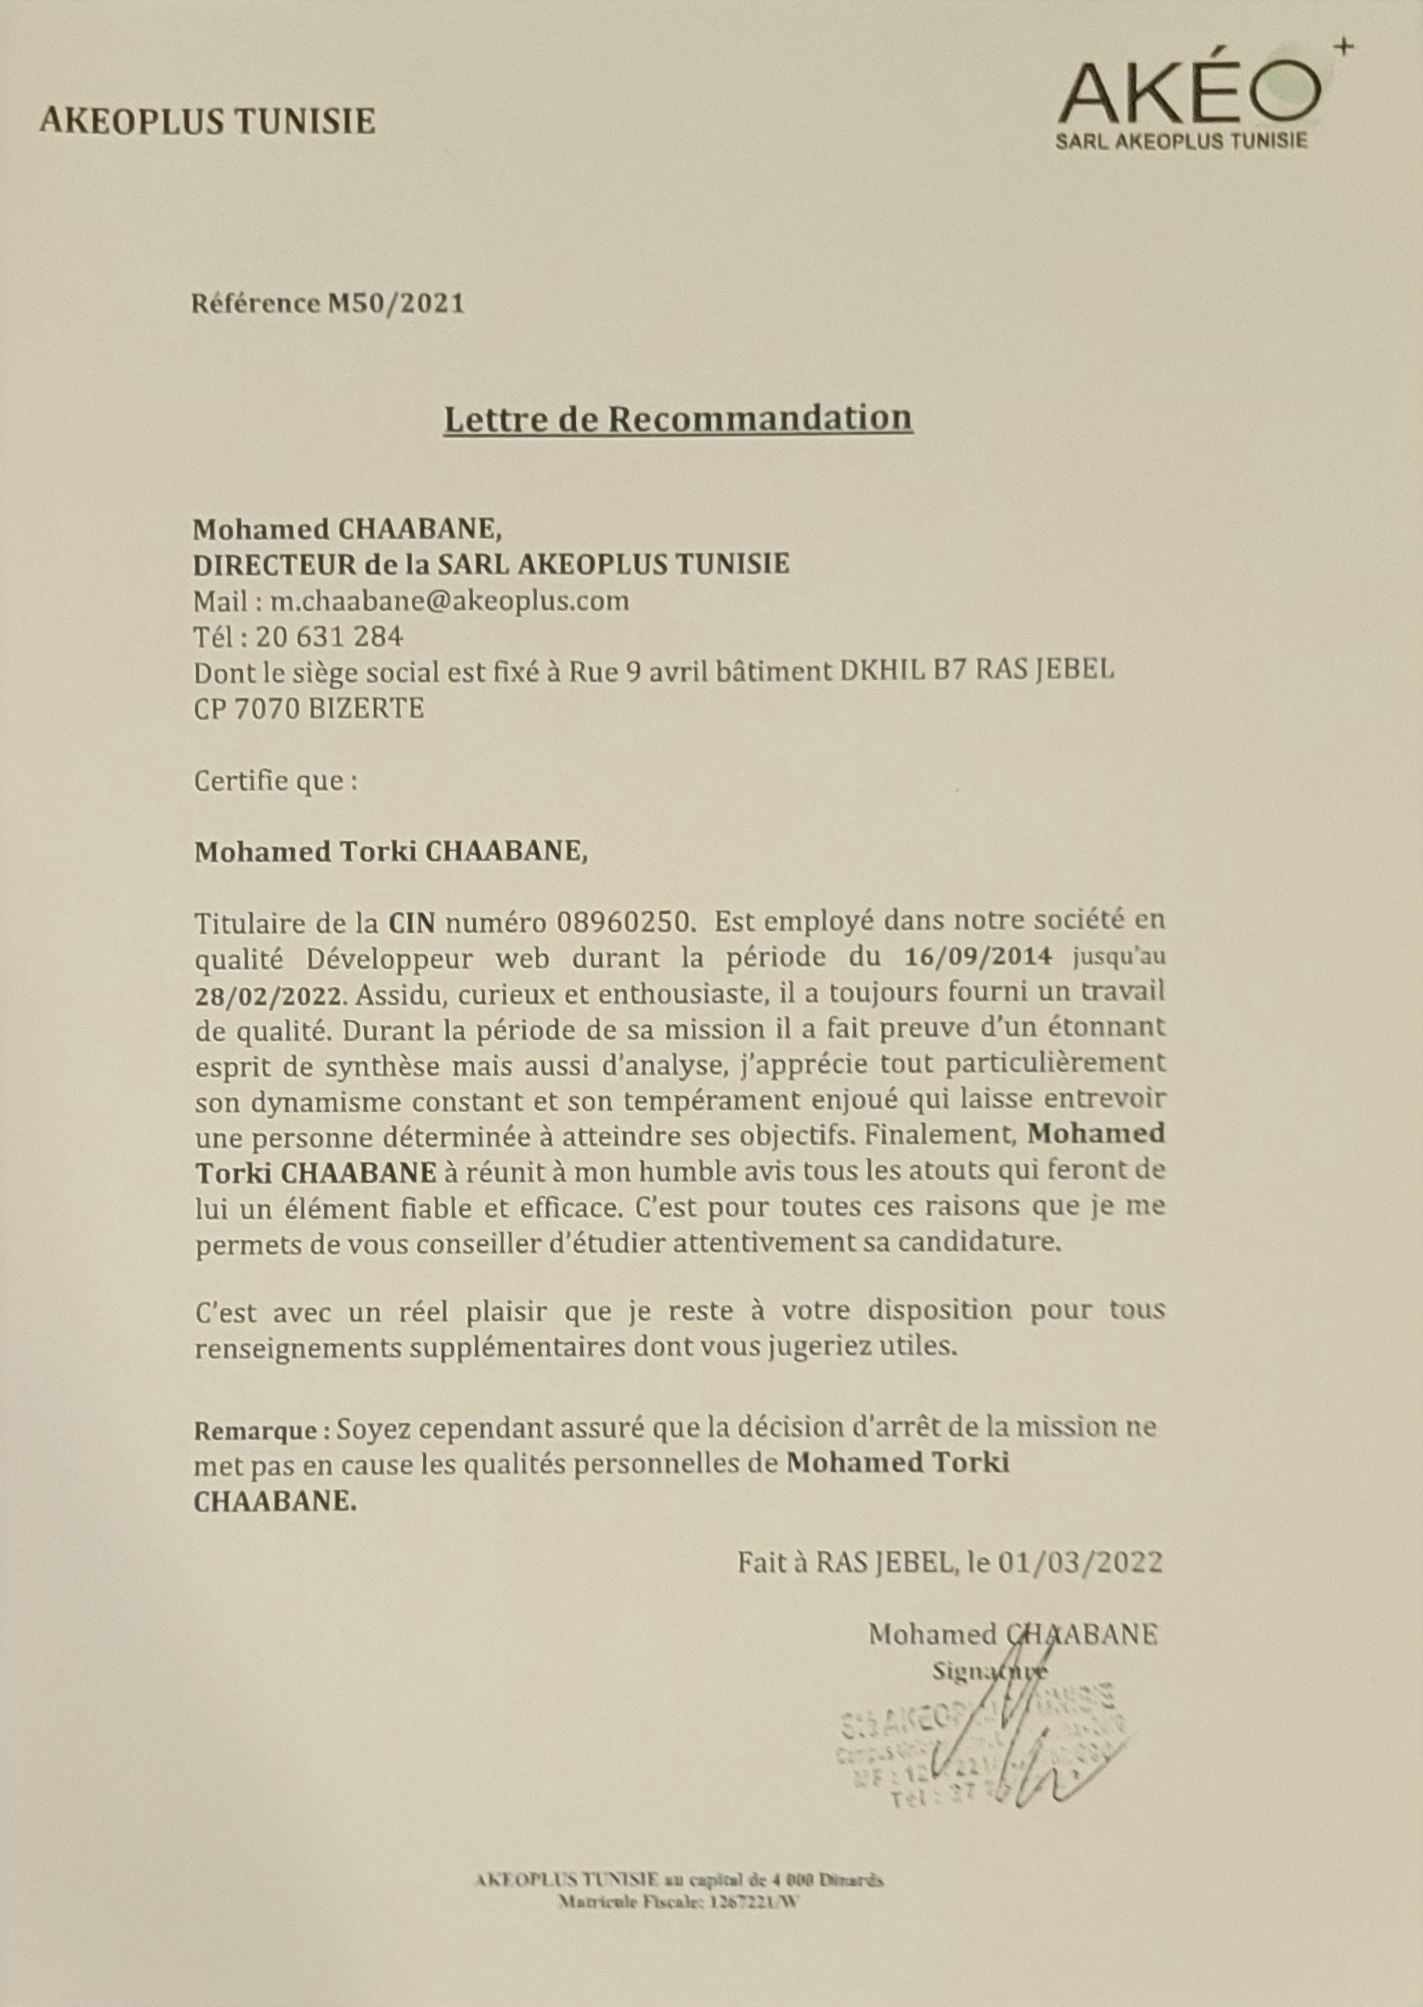 AKEOPLUS TUNISIE
AKÉO+
SARL AKEOPLUS TUNISIE
Référence M50/2021
Lettre de Recommandation
Mohamed CHAABANE,
DIRECTEUR de la SARL AKEOPLUS TUNISIE
Mail : m.chaabane@akeoplus.com
Tél : 20 631 284
Dont le siège social est fixé à Rue 9 avril bâtiment DKHIL B7 RAS JEBEL
CP 7070 BIZERTE
Certifie que :
Mohamed Torki CHAABANE,
Titulaire de la CIN numéro 08960250. Est employé dans notre société en
qualité Développeur web durant la période du 16/09/2014 jusqu'au
28/02/2022. Assidu, curieux et enthousiaste, il a toujours fourni un travail
de qualité. Durant la période de sa mission il a fait preuve d'un étonnant
esprit de synthèse mais aussi d'analyse, j'apprécie tout particulièrement
son dynamisme constant et son tempérament enjoué qui laisse entrevoir
une personne déterminée à atteindre ses objectifs. Finalement, Mohamed
Torki CHAABANE à réunit à mon humble avis tous les atouts qui feront de
lui un élément fiable et efficace. C'est pour toutes ces raisons que je me
permets de vous conseiller d'étudier attentivement sa candidature.
C'est avec un réel plaisir que je reste à votre disposition pour tous
renseignements supplémentaires dont vous jugeriez utiles.
Remarque : Soyez cependant assuré que la décision d'arrêt de la mission ne
met pas en cause les qualités personnelles de Mohamed Torki
CHAABANE.
Fait à RAS JEBEL, le 01/03/2022
Mohamed CHAABANE
Signature
Sté
Tél :
AKEOPLUS TUNISIE au capital de 4 000 Dinards
Matricule Fiscale: 1267221/W